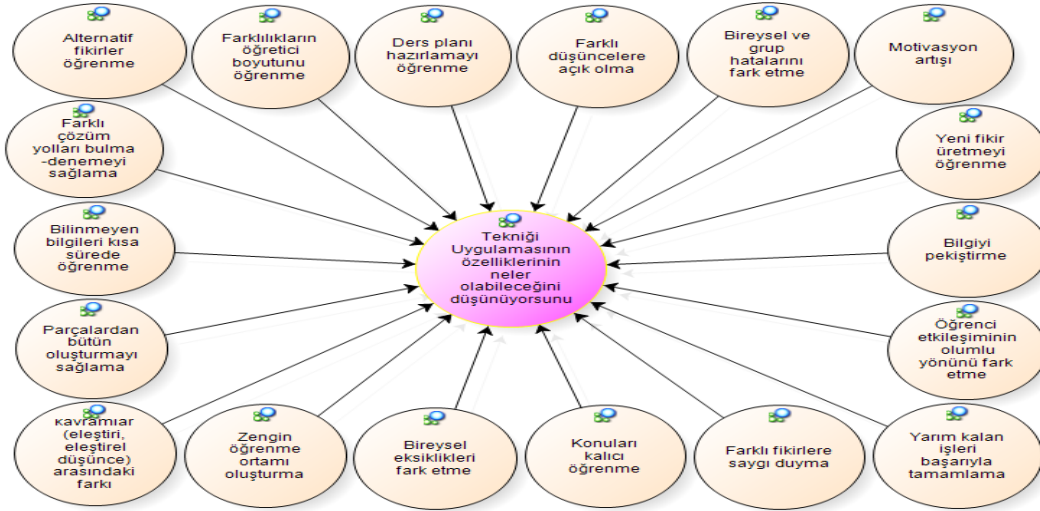 Alternatif
fikirler
öğrenme
Farklılıkların
öğretici
boyutunu
öğrenme
Ders planı
hazırlamayı
öğrenme
Farklı
düşüncelere
açık olma
Bireysel ve
grup
hatalarını
fark etme
Motivasyon
artışı
Farklı
çözüm
yolları bulma
-denemeyi
sağlama
Yeni fikir
üretmeyi
öğrenme
Bilinmeyen
bilgileri kısa
sürede
öğrenme
Tekniği
Uygulamasının
özelliklerinin
neler
olabileceğini
düşünüyorsunu
Bilgiyi
pekiştirme
Parçalardan
bütün
oluşturmayı
sağlama
Öğrenci
etkileşiminin
olumlu
yönünü fark
etme
Kavramlar
(eleştiri,
eleştirel
düşünce)
arasındaki
farkı
Zengin
öğrenme
ortamı
oluşturma
Bireysel
eksiklikleri
fark etme
Konuları
kalıcı
öğrenme
Farklı fikirlere
saygı duyma
Yarım kalan
işleri
başarıyla
tamamlama